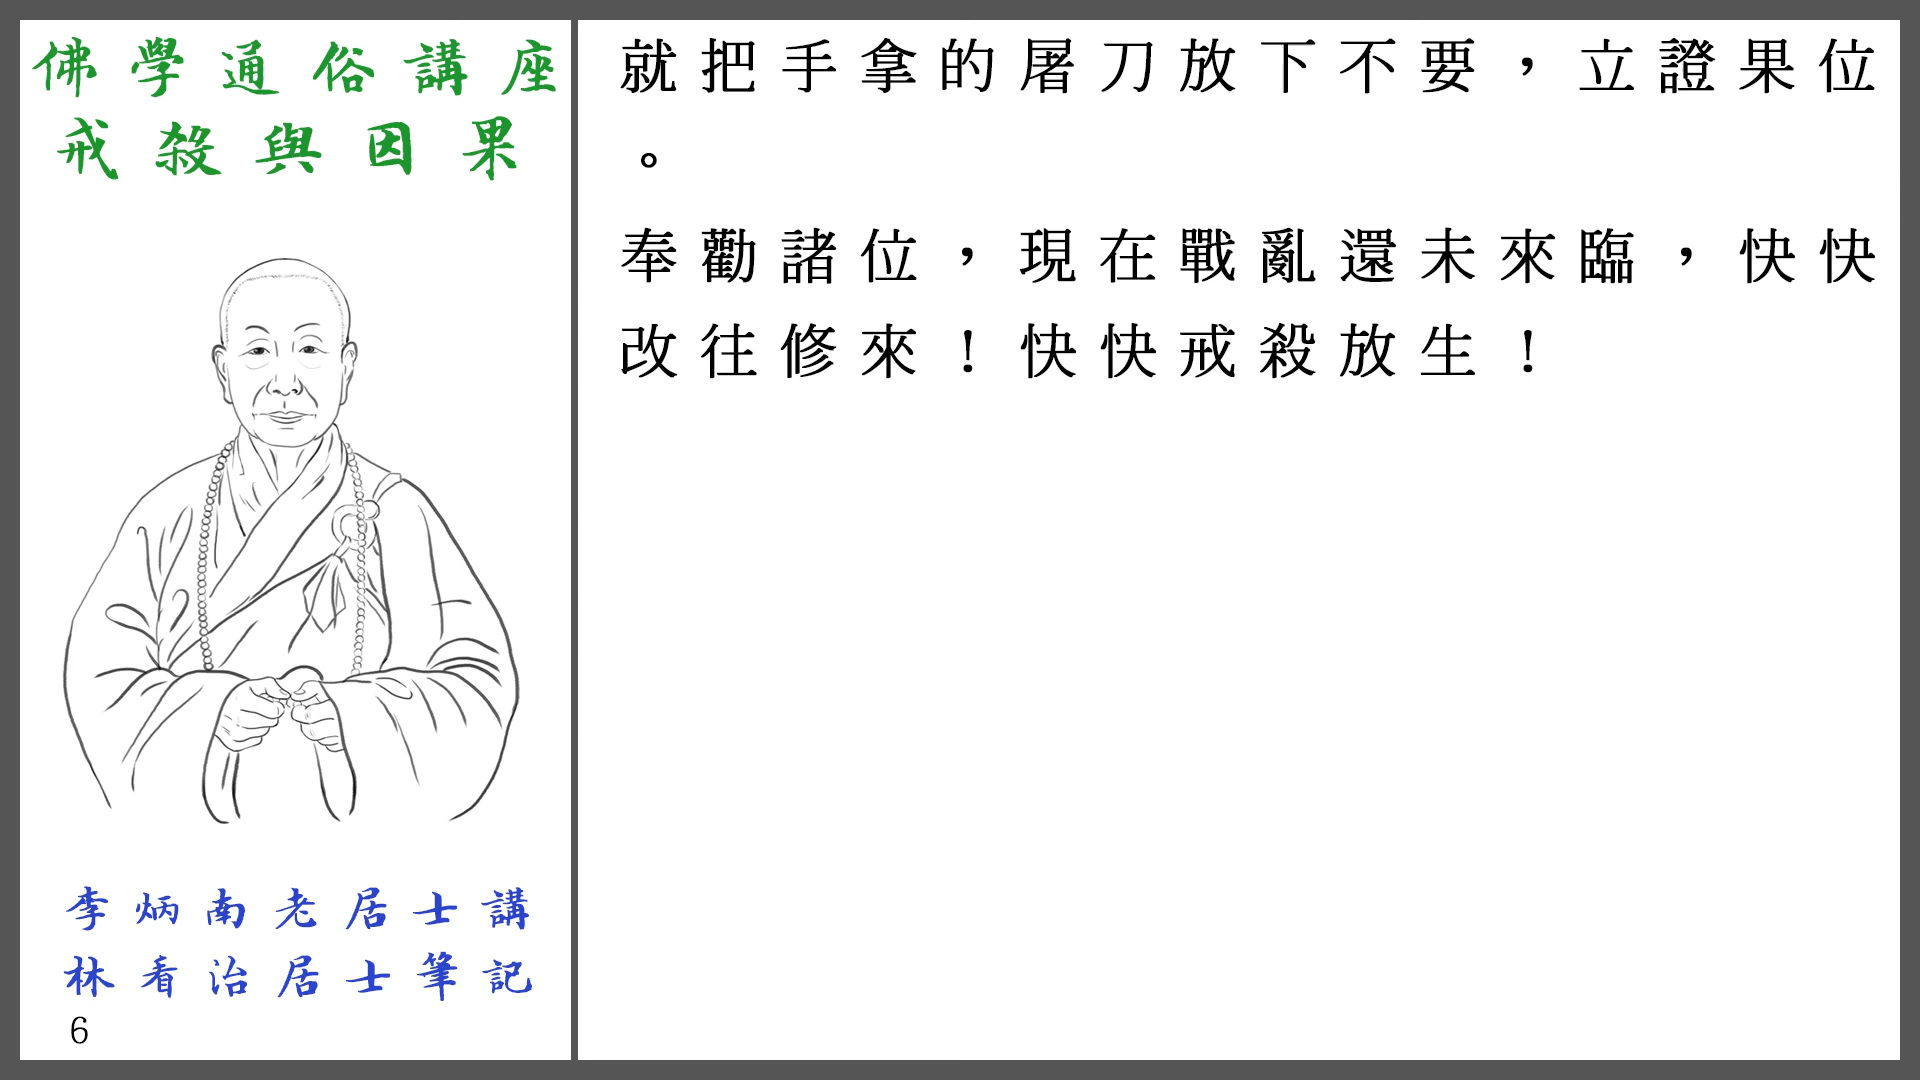 佛學通俗講座
戒殺與因果
李炳南老居士講
林看治居士筆記
6
就把手拿的屠刀放下不要，立證果位
。
奉勸諸位，現在戰亂還未來臨，快快
改往修來！快快戒殺放生！